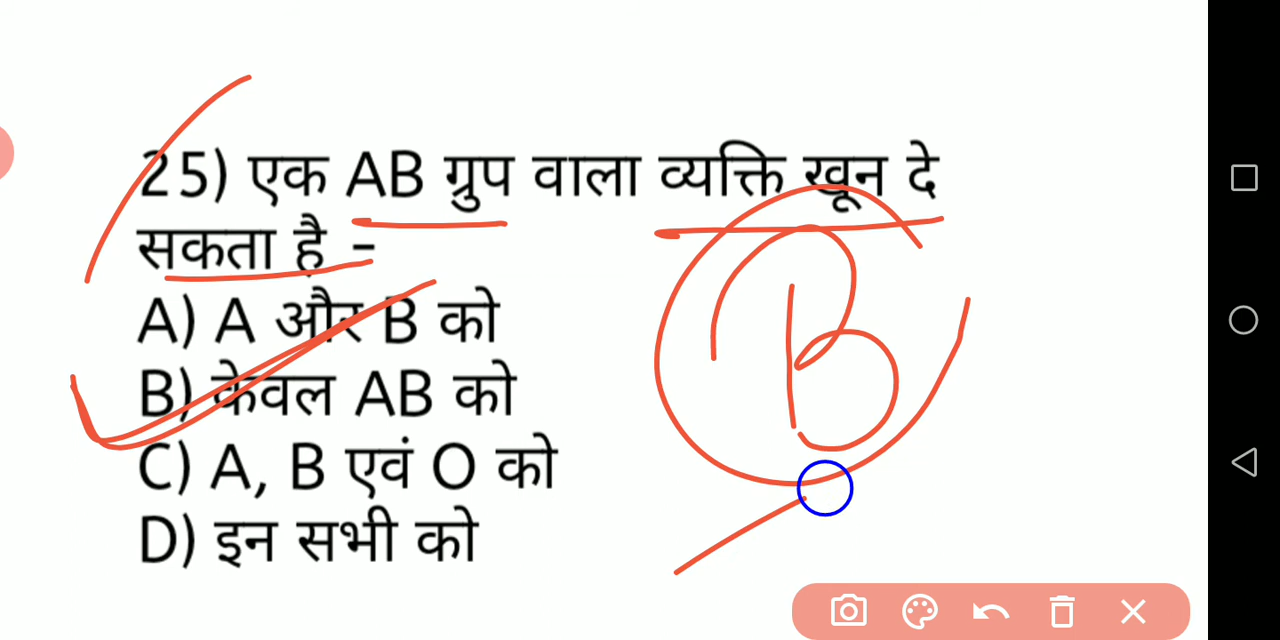 25) एक AB ग्रुप वाला व्यक्ति खून दे
सकता है -
A) A और B को
B) केवल AB को
C) A, B एवं O को
D) इन सभी को
B